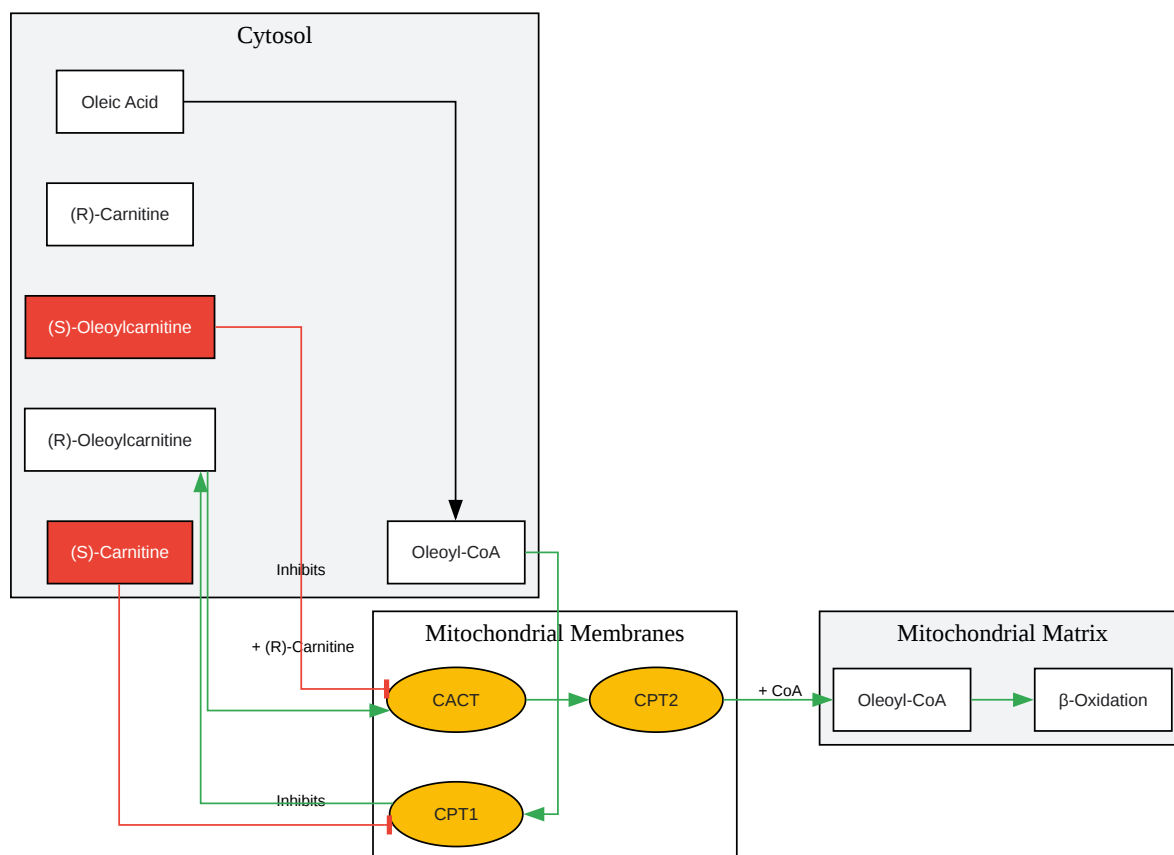 Cytosol
Oleic Acid
(R)-Carnitine
(S)-Oleoylcarnitine
(R)-Oleoylcarnitine
(S)-Carnitine
Oleoyl-CoA
Inhibits
+ (R)-Carnitine
Mitochondrial Membranes
Mitochondrial Matrix
CACT
CPT2
+ CoA
Oleoyl-CoA
β-Oxidation
Inhibits
CPT1